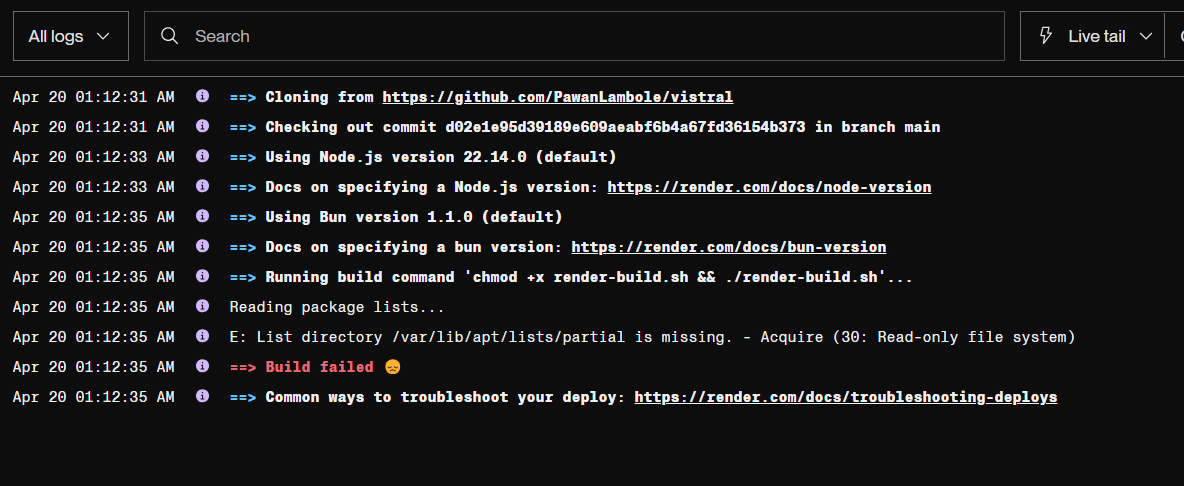 All logs
Search
Live tail
Apr 20 01:12:31 AM ==> Cloning from https://github.com/PawanLambole/vistral
Apr 20 01:12:31 AM ==> Checking out commit d02e1e95d39189e609aeabf6b4a67fd36154b373 in branch main
Apr 20 01:12:33 AM ==> Using Node.js version 22.14.0 (default)
Apr 20 01:12:33 AM ==> Docs on specifying a Node.js version: https://render.com/docs/node-version
Apr 20 01:12:35 AM ==> Using Bun version 1.1.0 (default)
Apr 20 01:12:35 AM ==> Docs on specifying a bun version: https://render.com/docs/bun-version
Apr 20 01:12:35 AM ==> Running build command 'chmod +x render-build.sh && ./render-build.sh'...
Apr 20 01:12:35 AM Reading package lists...
Apr 20 01:12:35 AM E: List directory /var/lib/apt/lists/partial is missing. - Acquire (30: Read-only file system)
Apr 20 01:12:35 AM ==> Build failed 😞
Apr 20 01:12:35 AM ==> Common ways to troubleshoot your deploy: https://render.com/docs/troubleshooting-deploys